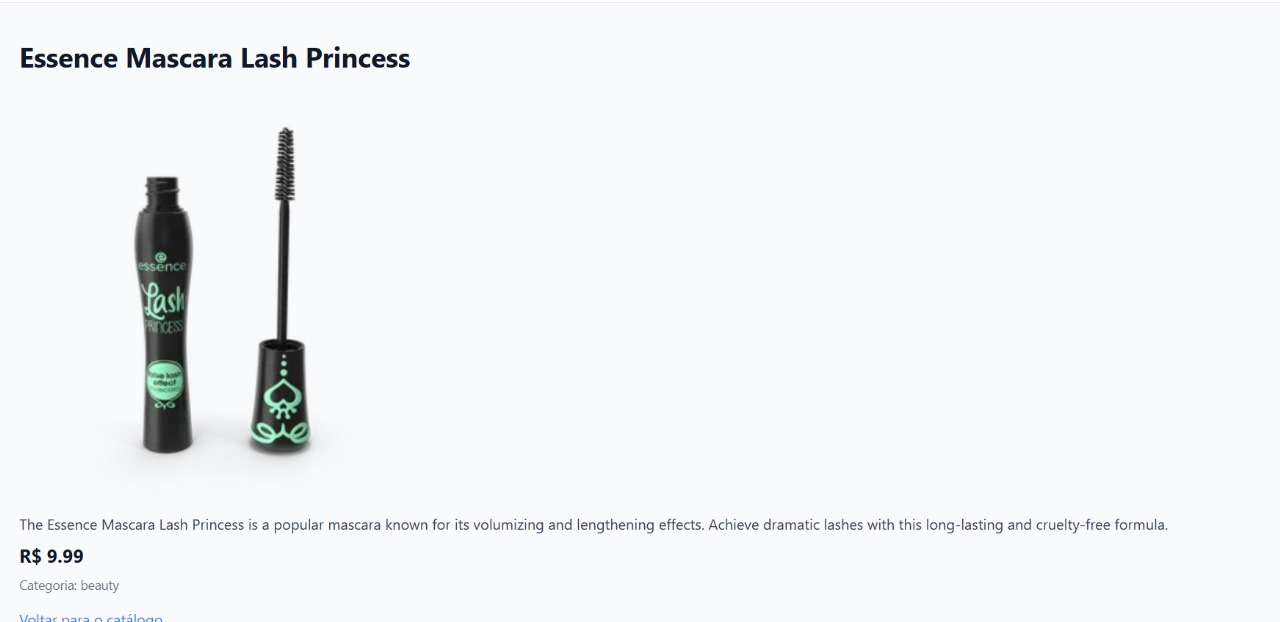 Essence Mascara Lash Princess
essence
Lash
PRINCESS
false lash
effect
mascara
The Essence Mascara Lash Princess is a popular mascara known for its volumizing and lengthening effects. Achieve dramatic lashes with this long-lasting and cruelty-free formula.
R$ 9.99
Categoria: beauty
Voltar para o catálogo